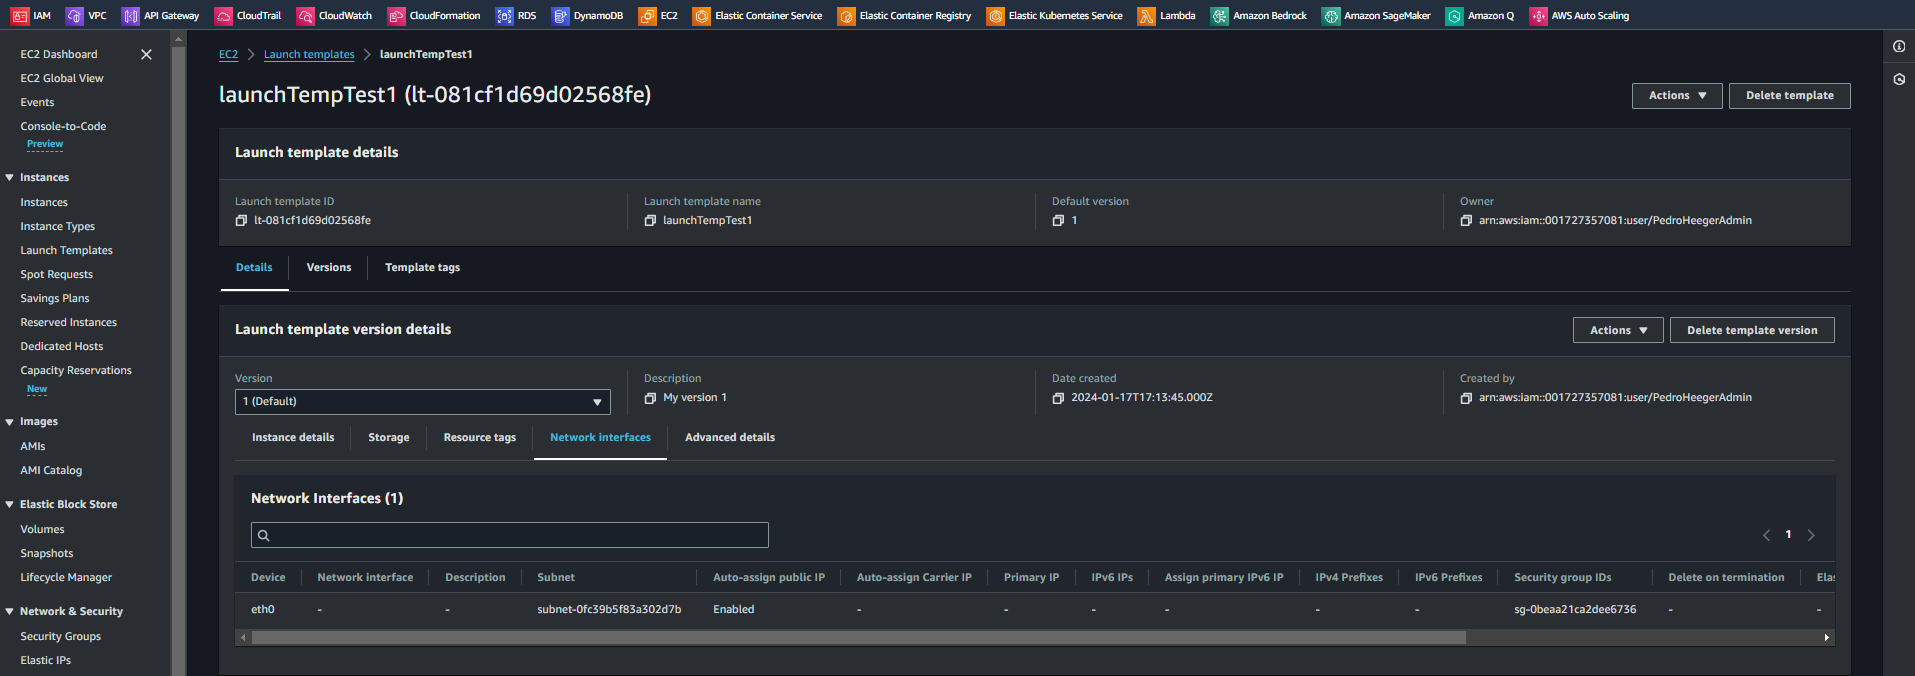 IAM VPC API Gateway CloudTrail CloudWatch CloudFormation RDS DynamoDB EC2 Elastic Container Service Elastic Container Registry Elastic Kubernetes Service Lambda Amazon Bedrock Amazon SageMaker Amazon Q AWS Auto Scaling
EC2 Dashboard
EC2 Global View
Events
Console-to-Code
Preview
Instances
Instances
Instance Types
Launch Templates
Spot Requests
Savings Plans
Reserved Instances
Dedicated Hosts
Capacity Reservations
New
Images
AMIs
AMI Catalog
Elastic Block Store
Volumes
Snapshots
Lifecycle Manager
Network & Security
Security Groups
Elastic IPs
EC2 Launch templates launchTempTest1
launchTempTest1 (lt-081cf1d69d02568fe)
Actions Delete template
Launch template details
Launch template ID Launch template name Default version Owner
lt-081cf1d69d02568fe launchTempTest1 1 arn:aws:iam::001727357081:user/PedroHeegerAdmin
Details Versions Template tags
Launch template version details
Actions Delete template version
Version Description Date created Created by
1 (Default) My version 1 2024-01-17T17:13:45.000Z arn:aws:iam::001727357081:user/PedroHeegerAdmin
Instance details Storage Resource tags Network interfaces Advanced details
Network Interfaces (1)
1
Device Network interface Description Subnet Auto-assign public IP Auto-assign Carrier IP Primary IP IPv6 IPs Assign primary IPv6 IP IPv4 Prefixes IPv6 Prefixes Security group IDs Delete on termination Elas
eth0 - - subnet-0fc39b5f83a302d7b Enabled - - - - - - sg-0beaa21ca2dee6736 - -